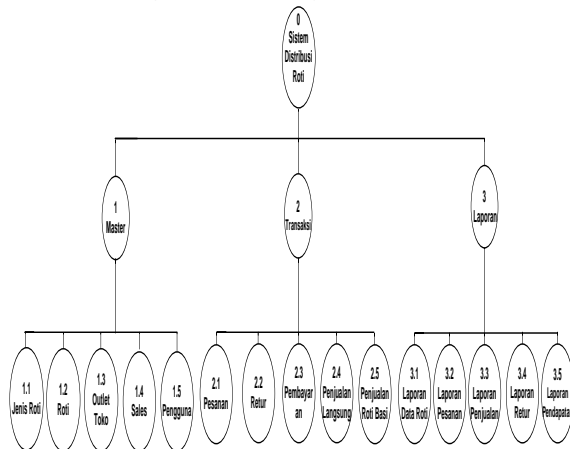 0
Sistem
Distribusi
Roti
1
Master
2
Transaksi
3
Laporan
1.1
Jenis Roti
1.2
Roti
1.3
Outlet
Toko
1.4
Sales
1.5
Pengguna
2.1
Pesanan
2.2
Retur
2.3
Pembayar
an
2.4
Penjualan
Langsung
2.5
Penjualan
Roti Basi
3.1
Laporan
Data Roti
3.2
Laporan
Pesanan
3.3
Laporan
Penjualan
3.4
Laporan
Retur
3.5
Laporan
Pendapata